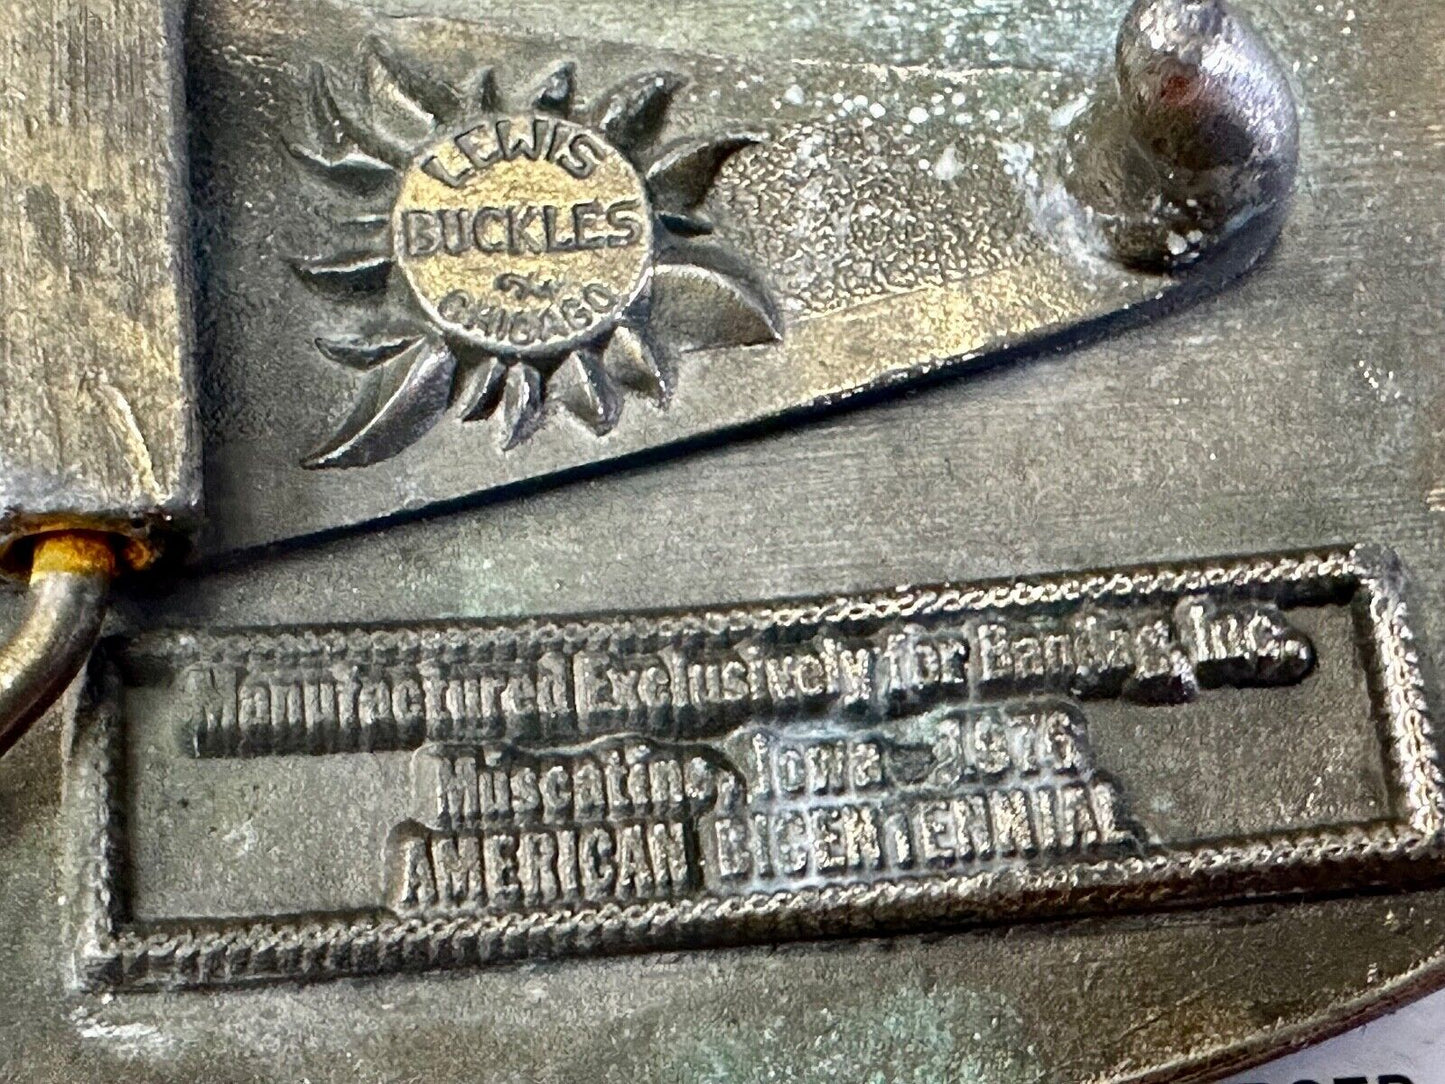 LEWIS
BUCKLES
CHICAGO
Manufactured Exclusively for Bandag, Inc.
Muscatine, Iowa 1976
AMERICAN BICENTENNIAL